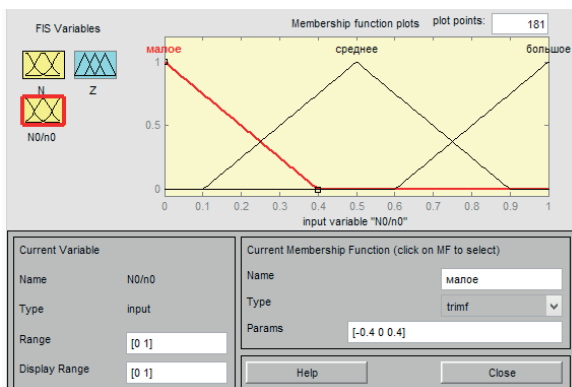 FIS Variables
N
Z
N0/n0
Membership function plots
plot points:
181
малое
среднее
большое
1
0.5
0
0
0.1
0.2
0.3
0.4
0.5
0.6
0.7
0.8
0.9
1
input variable "N0/n0"
Current Variable
Name
N0/n0
Type
input
Range
[0 1]
Display Range
[0 1]
Current Membership Function (click on MF to select)
Name
малое
Type
trimf
Params
[-0.4 0 0.4]
Help
Close